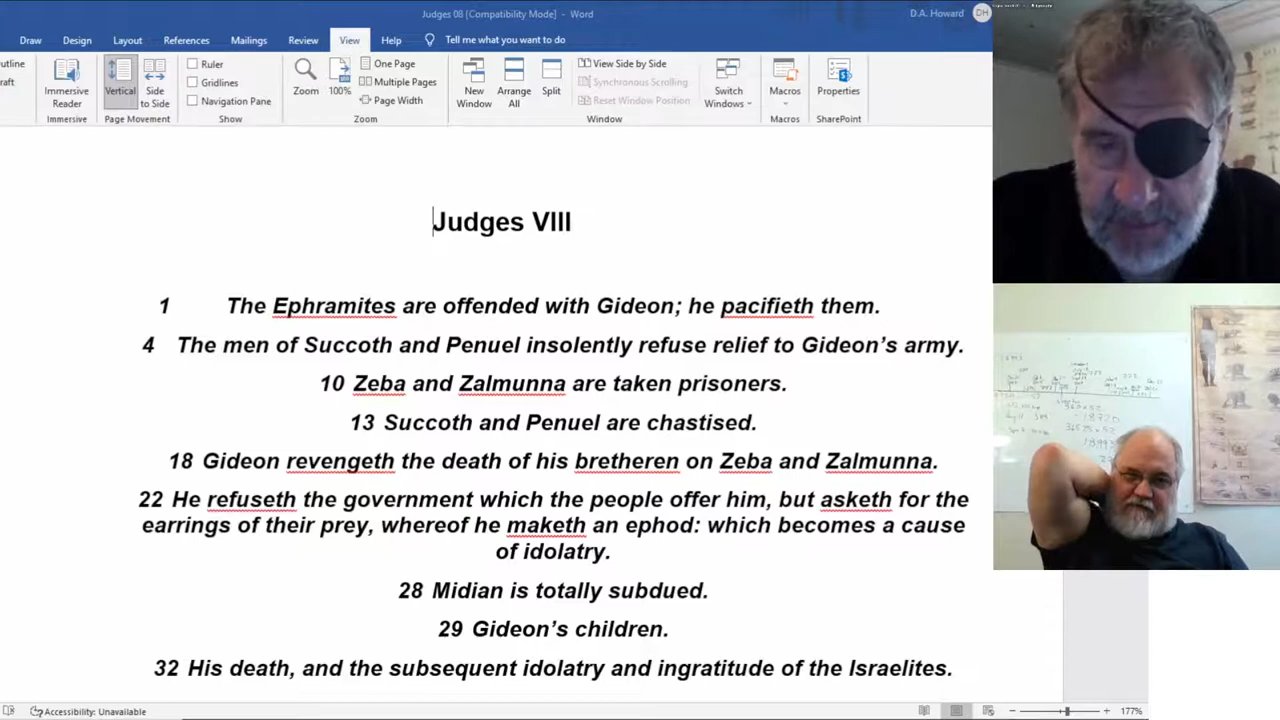 Judges 08 [Compatibility Mode] - Word
D.A. Howard
DH
Draw Design Layout References Mailings Review View Help Tell me what you want to do
Immersive
Reader
Immersive
Vertical
Side
to Side
Page Movement
Ruler
Gridlines
Navigation Pane
Show
Zoom
100%
One Page
Multiple Pages
Page Width
Zoom
New
Window
Arrange
All
Split
View Side by Side
Synchronous Scrolling
Reset Window Position
Window
Switch
Windows
Macros
Macros
Properties
SharePoint
Judges VIII
1 The Ephramites are offended with Gideon; he pacifieth them.
4 The men of Succoth and Penuel insolently refuse relief to Gideon’s army.
10 Zeba and Zalmunna are taken prisoners.
13 Succoth and Penuel are chastised.
18 Gideon revengeth the death of his bretheren on Zeba and Zalmunna.
22 He refuseth the government which the people offer him, but asketh for the
earrings of their prey, whereof he maketh an ephod: which becomes a cause
of idolatry.
28 Midian is totally subdued.
29 Gideon’s children.
32 His death, and the subsequent idolatry and ingratitude of the Israelites.
Accessibility: Unavailable
177%